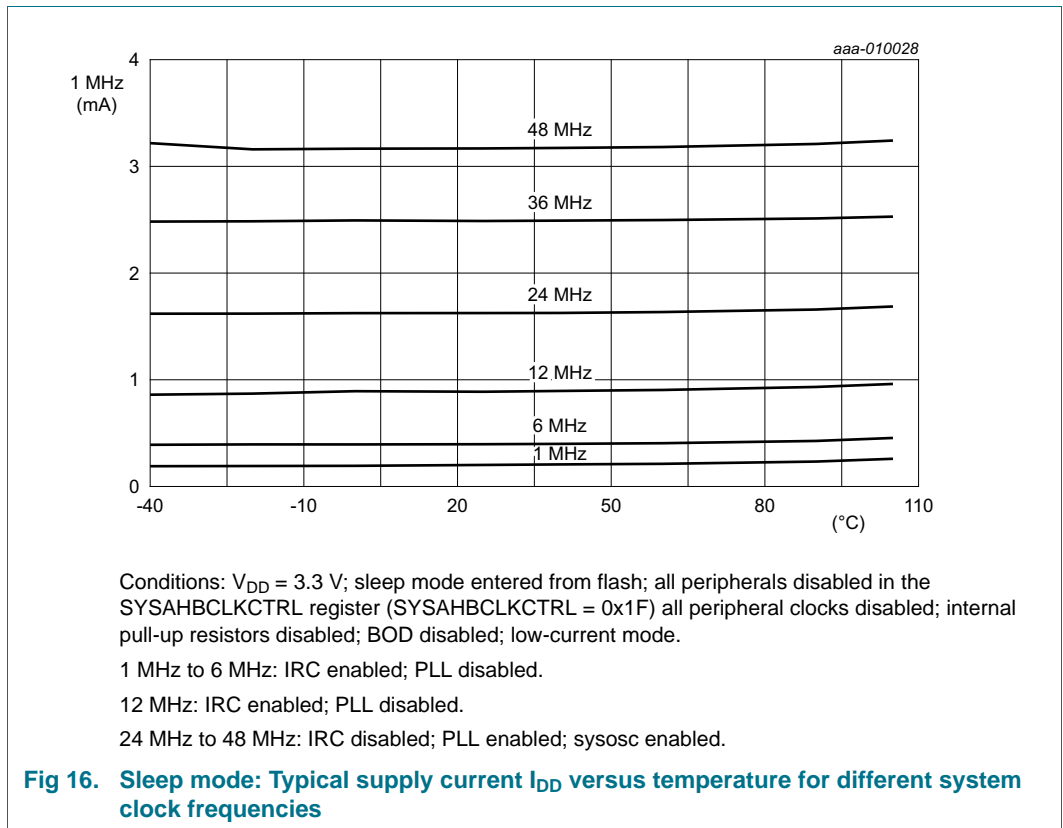 aaa-010028
4
1 MHz
(mA)
48 MHz
3
36 MHz
2
24 MHz
1
12 MHz
6 MHz
1 MHz
0
-40 -10 20 50 80 110
(°C)
Conditions: VDD = 3.3 V; sleep mode entered from flash; all peripherals disabled in the
SYSAHBCLKCTRL register (SYSAHBCLKCTRL = 0x1F) all peripheral clocks disabled; internal
pull-up resistors disabled; BOD disabled; low-current mode.
1 MHz to 6 MHz: IRC enabled; PLL disabled.
12 MHz: IRC enabled; PLL disabled.
24 MHz to 48 MHz: IRC disabled; PLL enabled; sysosc enabled.
Fig 16. Sleep mode: Typical supply current IDD versus temperature for different system
clock frequencies